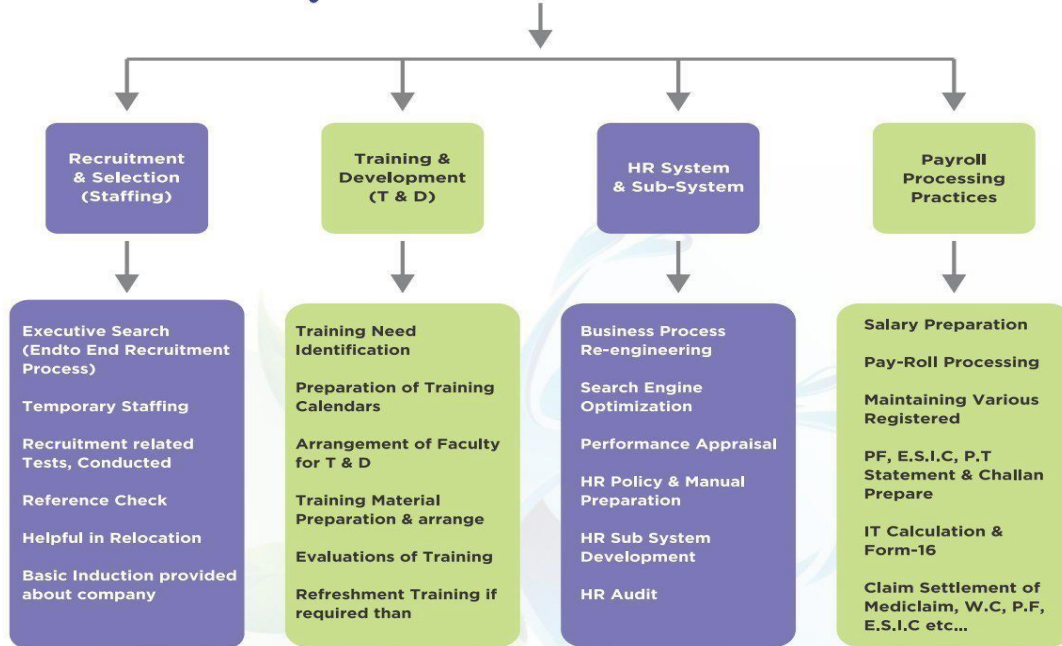 Recruitment
& Selection
(Staffing)
Training &
Development
(T & D)
HR System
& Sub-System
Payroll
Processing
Practices
Executive Search
(Endto End Recruitment
Process)
Temporary Staffing
Recruitment related
Tests, Conducted
Reference Check
Helpful in Relocation
Basic Induction provided
about company
Training Need
Identification
Preparation of Training
Calendars
Arrangement of Faculty
for T & D
Training Material
Preparation & arrange
Evaluations of Training
Refreshment Training if
required than
Business Process
Re-engineering
Search Engine
Optimization
Performance Appraisal
HR Policy & Manual
Preparation
HR Sub System
Development
HR Audit
Salary Preparation
Pay-Roll Processing
Maintaining Various
Registered
PF, E.S.I.C, P.T
Statement & Challan
Prepare
IT Calculation &
Form-16
Claim Settlement of
Mediclaim, W.C, P.F,
E.S.I.C etc...